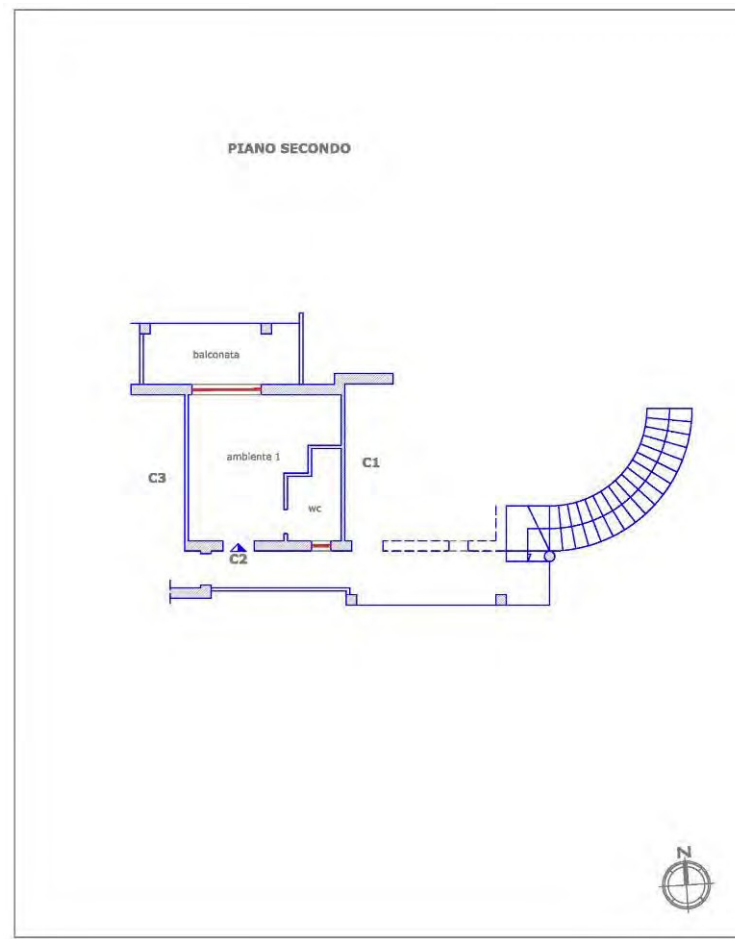 PIANO SECONDO
balconata
ambiente 1
C1
C3
wc
C2
N